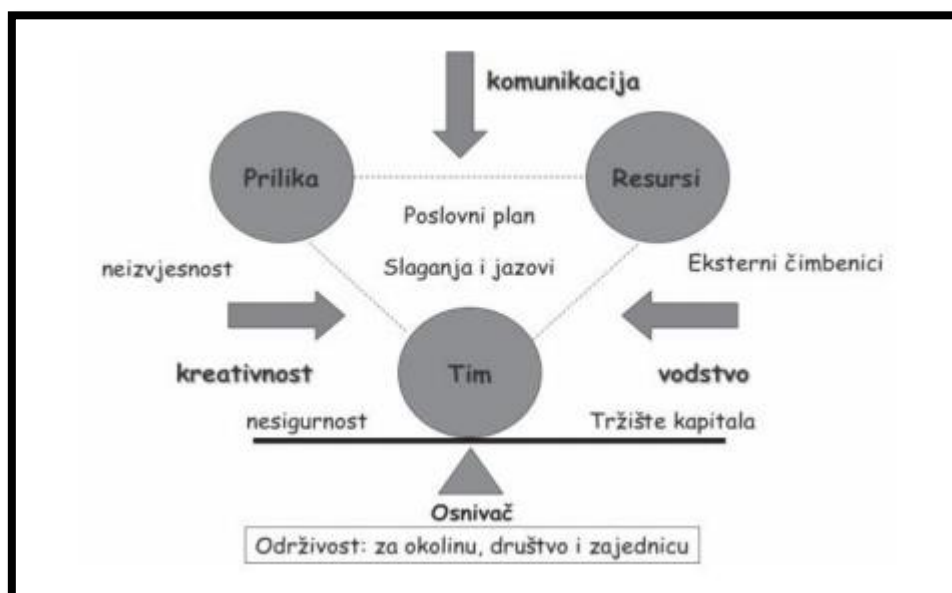 komunikacija
Prilika
Resursi
Poslovni plan
neizvjesnost
Slaganja i jazovi
Eksterni čimbenici
kreativnost
Tim
vodstvo
nesigurnost
Tržište kapitala
Osnivač
Održivost: za okolinu, društvo i zajednicu